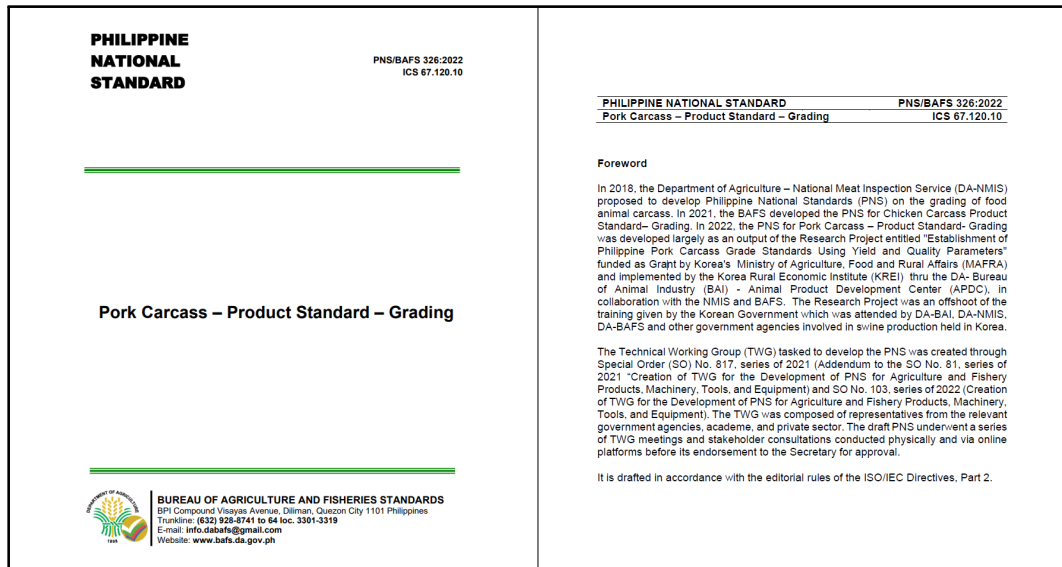 PHILIPPINE
NATIONAL
STANDARD
PNS/BAFS 326:2022
ICS 67.120.10
Pork Carcass – Product Standard – Grading
DEPARTMENT OF AGRICULTURE
1898
BUREAU OF AGRICULTURE AND FISHERIES STANDARDS
BPI Compound Visayas Avenue, Diliman, Quezon City 1101 Philippines
Trunkline: (632) 928-8741 to 64 loc. 3301-3319
E-mail: info.dabafs@gmail.com
Website: www.bafs.da.gov.ph
PHILIPPINE NATIONAL STANDARD PNS/BAFS 326:2022
Pork Carcass – Product Standard – Grading ICS 67.120.10
Foreword
In 2018, the Department of Agriculture – National Meat Inspection Service (DA-NMIS)
proposed to develop Philippine National Standards (PNS) on the grading of food
animal carcass. In 2021, the BAFS developed the PNS for Chicken Carcass Product
Standard– Grading. In 2022, the PNS for Pork Carcass – Product Standard- Grading
was developed largely as an output of the Research Project entitled "Establishment of
Philippine Pork Carcass Grade Standards Using Yield and Quality Parameters"
funded as Grant by Korea's Ministry of Agriculture, Food and Rural Affairs (MAFRA)
and implemented by the Korea Rural Economic Institute (KREI) thru the DA- Bureau
of Animal Industry (BAI) - Animal Product Development Center (APDC), in
collaboration with the NMIS and BAFS. The Research Project was an offshoot of the
training given by the Korean Government which was attended by DA-BAI, DA-NMIS,
DA-BAFS and other government agencies involved in swine production held in Korea.
The Technical Working Group (TWG) tasked to develop the PNS was created through
Special Order (SO) No. 817, series of 2021 (Addendum to the SO No. 81, series of
2021 "Creation of TWG for the Development of PNS for Agriculture and Fishery
Products, Machinery, Tools, and Equipment) and SO No. 103, series of 2022 (Creation
of TWG for the Development of PNS for Agriculture and Fishery Products, Machinery,
Tools, and Equipment). The TWG was composed of representatives from the relevant
government agencies, academe, and private sector. The draft PNS underwent a series
of TWG meetings and stakeholder consultations conducted physically and via online
platforms before its endorsement to the Secretary for approval.
It is drafted in accordance with the editorial rules of the ISO/IEC Directives, Part 2.